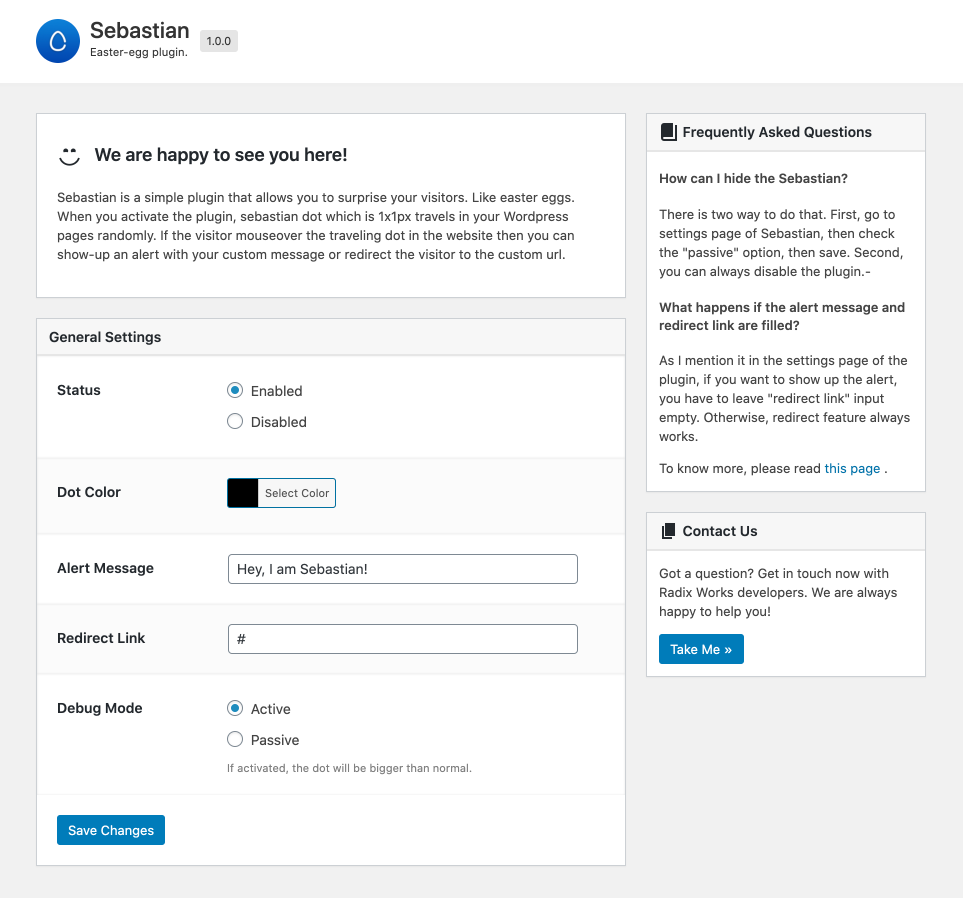 Sebastian
1.0.0
Easter-egg plugin.
We are happy to see you here!
Sebastian is a simple plugin that allows you to surprise your visitors. Like easter eggs.
When you activate the plugin, sebastian dot which is 1x1px travels in your Wordpress
pages randomly. If the visitor mouseover the traveling dot in the website then you can
show-up an alert with your custom message or redirect the visitor to the custom url.
General Settings
Status
Enabled
Disabled
Dot Color
Select Color
Alert Message
Hey, I am Sebastian!
Redirect Link
#
Debug Mode
Active
Passive
If activated, the dot will be bigger than normal.
Save Changes
Frequently Asked Questions
How can I hide the Sebastian?
There is two way to do that. First, go to
settings page of Sebastian, then check
the "passive" option, then save. Second,
you can always disable the plugin.-
What happens if the alert message and
redirect link are filled?
As I mention it in the settings page of the
plugin, if you want to show up the alert,
you have to leave "redirect link" input
empty. Otherwise, redirect feature always
works.
To know more, please read this page .
Contact Us
Got a question? Get in touch now with
Radix Works developers. We are always
happy to help you!
Take Me »